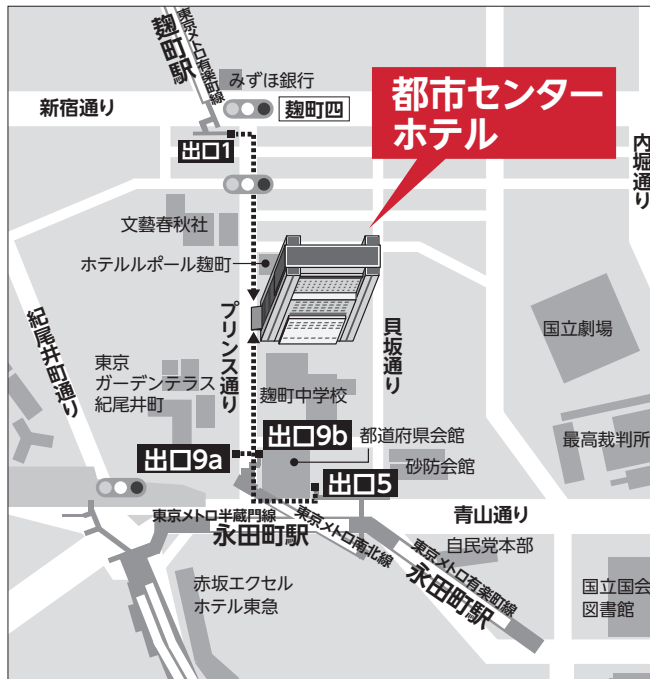 東京メトロ有楽町線
麹町駅
みずほ銀行
新宿通り
麹町四
都市センター
ホテル
出口1
内堀通り
文藝春秋社
ホテルルポール麹町
プリンス通り
貝坂通り
紀尾井町通り
国立劇場
東京
ガーデンテラス
紀尾井町
麹町中学校
出口9a
出口9b
都道府県会館
最高裁判所
砂防会館
出口5
東京メトロ半蔵門線
永田町駅
東京メトロ南北線
青山通り
自民党本部
東京メトロ有楽町線
永田町駅
赤坂エクセル
ホテル東急
国立国会
図書館